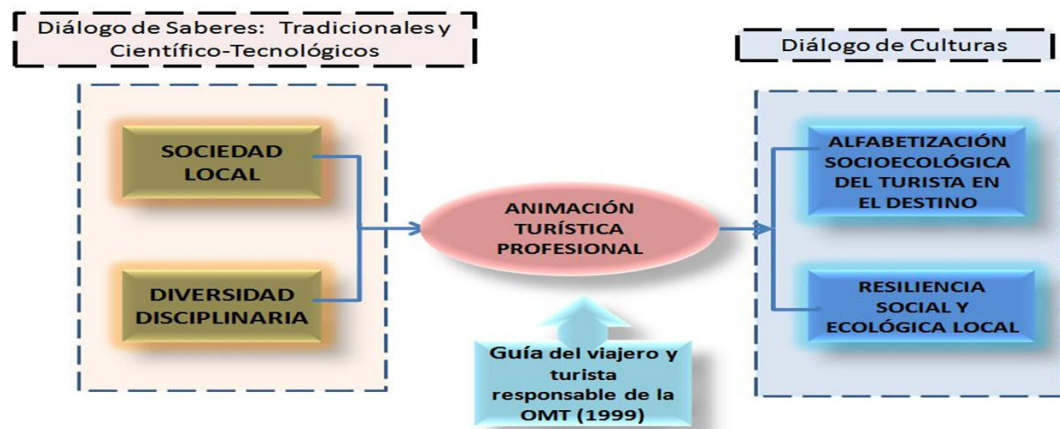 Diálogo de Saberes: Tradicionales y
Científico-Tecnológicos
Diálogo de Culturas
SOCIEDAD
LOCAL
DIVERSIDAD
DISCIPLINARIA
ANIMACIÓN
TURÍSTICA
PROFESIONAL
Guía del viajero y
turista
responsable de la
OMT (1999)
ALFABETIZACIÓN
SOCIOECOLÓGICA
DEL TURISTA EN
EL DESTINO
RESILIENCIA
SOCIAL Y
ECOLÓGICA LOCAL